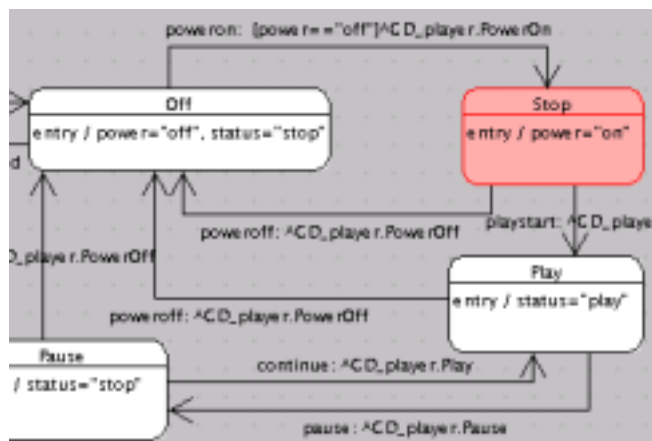 poweron: [power=="off"]^CD_player.PowerOn
Off
Stop
entry / power="off", status="stop"
entry / power="on"
d
playstart: ^CD_playe
poweroff: ^CD_player.PowerOff
D_player.PowerOff
Play
entry / status="play"
poweroff: ^CD_player.PowerOff
Pause
continue: ^CD_player.Play
/ status="stop"
pause: ^CD_player.Pause